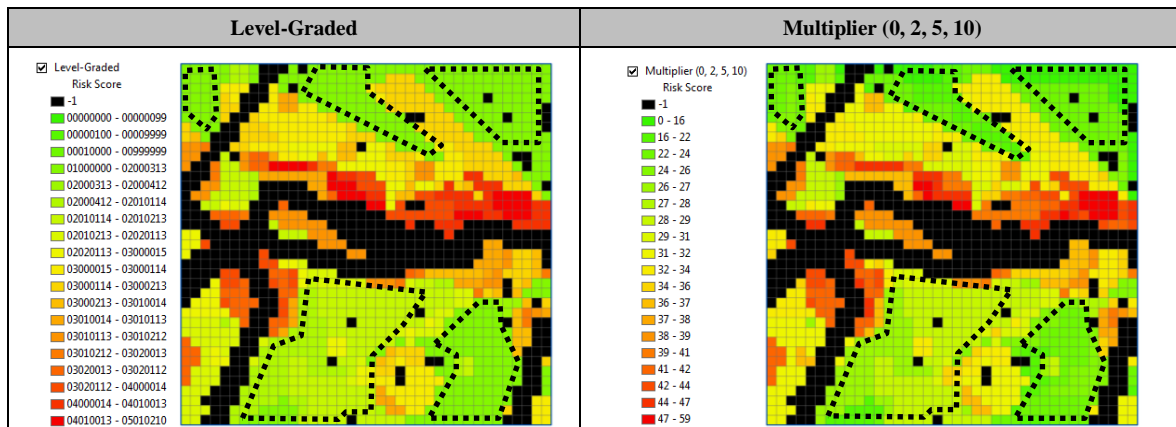 Level-Graded
Multiplier (0, 2, 5, 10)
Level-Graded
Risk Score
-1
00000000 - 00000099
00000100 - 00009999
00010000 - 00999999
01000000 - 02000313
02000313 - 02000412
02000412 - 02010114
02010114 - 02010213
02010213 - 02020113
02020113 - 03000015
03000015 - 03000114
03000114 - 03000213
03000213 - 03010014
03010014 - 03010113
03010113 - 03010212
03010212 - 03020013
03020013 - 03020112
03020112 - 04000014
04000014 - 04010013
04010013 - 05010210
Multiplier (0, 2, 5, 10)
Risk Score
-1
0 - 16
16 - 22
22 - 24
24 - 26
26 - 27
27 - 28
28 - 29
29 - 31
31 - 32
32 - 34
34 - 36
36 - 37
37 - 38
38 - 39
39 - 41
41 - 42
42 - 44
44 - 47
47 - 59